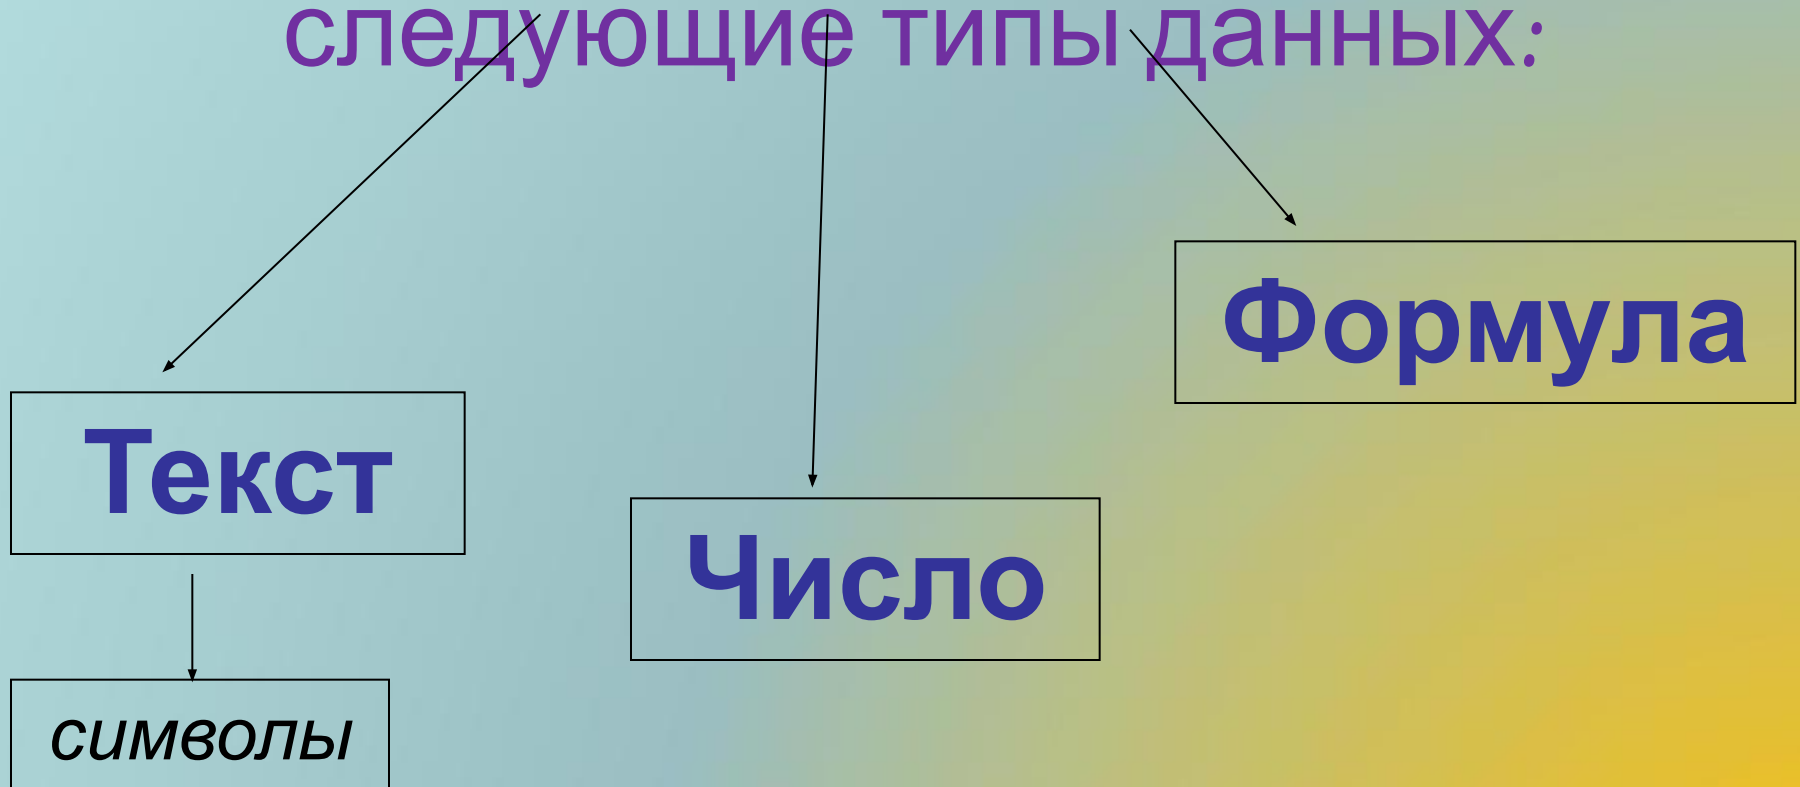 следующие типы данных:
Формула
Текст
Число
символы